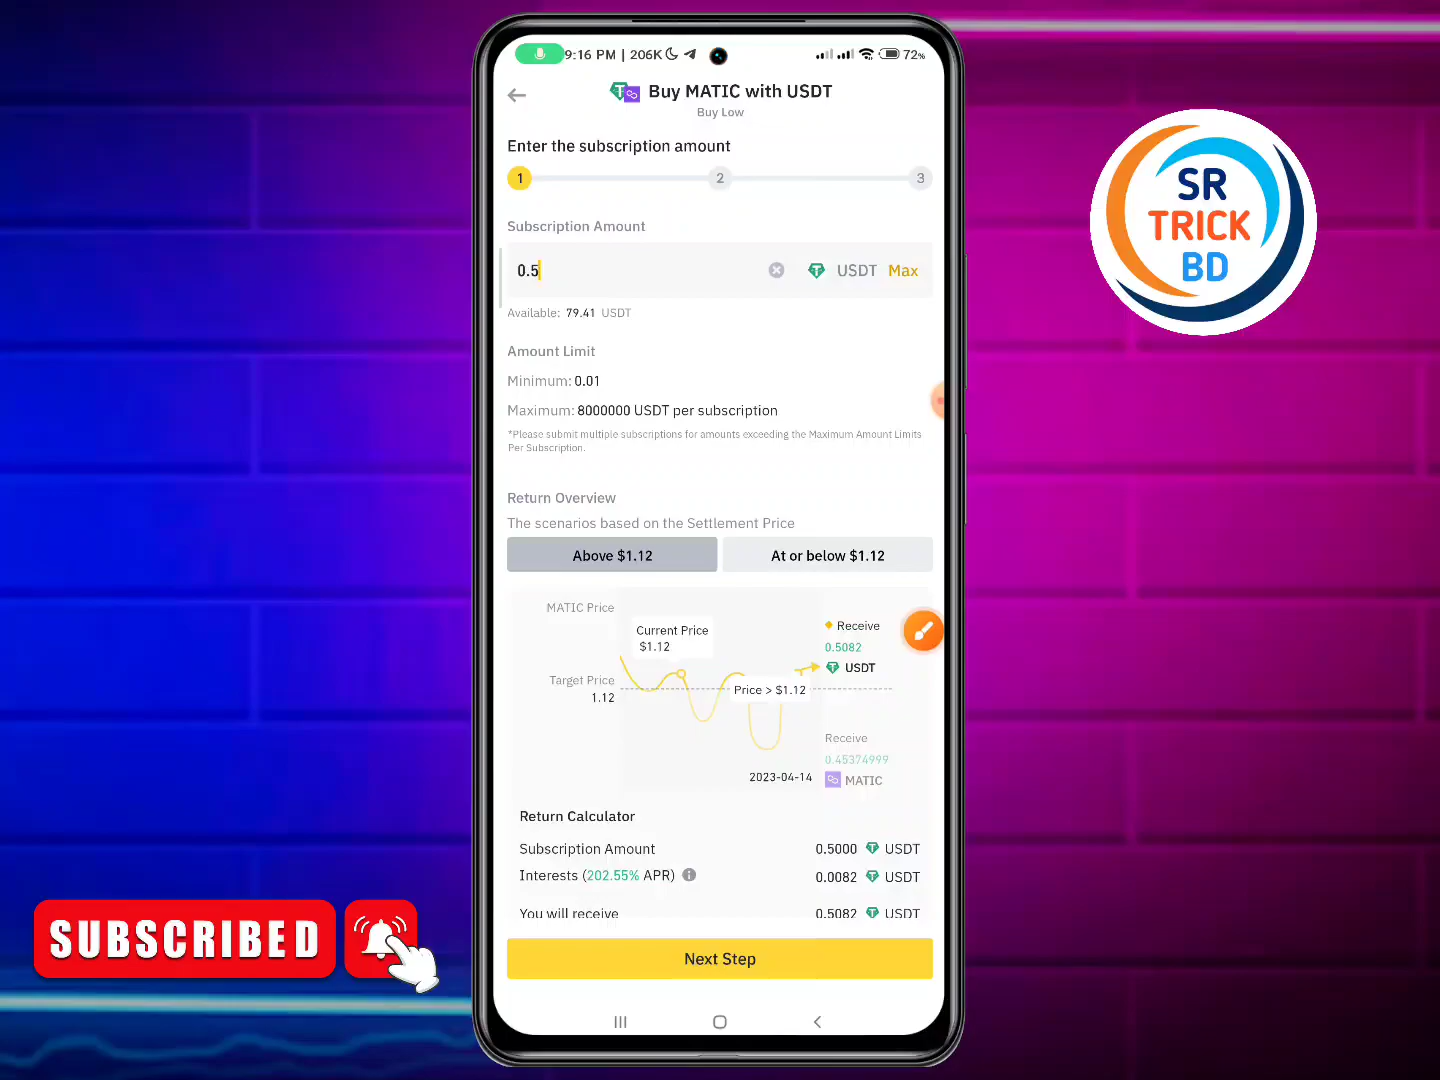 9:16 PM | 206K
72%
Buy MATIC with USDT
Buy Low
Enter the subscription amount
1
2
3
Subscription Amount
0.5
USDT Max
Available: 79.41 USDT
Amount Limit
Minimum: 0.01
Maximum: 8000000 USDT per subscription
*Please submit multiple subscriptions for amounts exceeding the Maximum Amount Limits
Per Subscription.
Return Overview
The scenarios based on the Settlement Price
Above $1.12
At or below $1.12
MATIC Price
Current Price
$1.12
Receive
0.5082
USDT
Target Price
1.12
Price > $1.12
Receive
0.45374999
MATIC
2023-04-14
Return Calculator
Subscription Amount 0.5000 USDT
Interests (202.55% APR) 0.0082 USDT
You will receive 0.5082 USDT
Next Step
SR
TRICK
BD
SUBSCRIBED